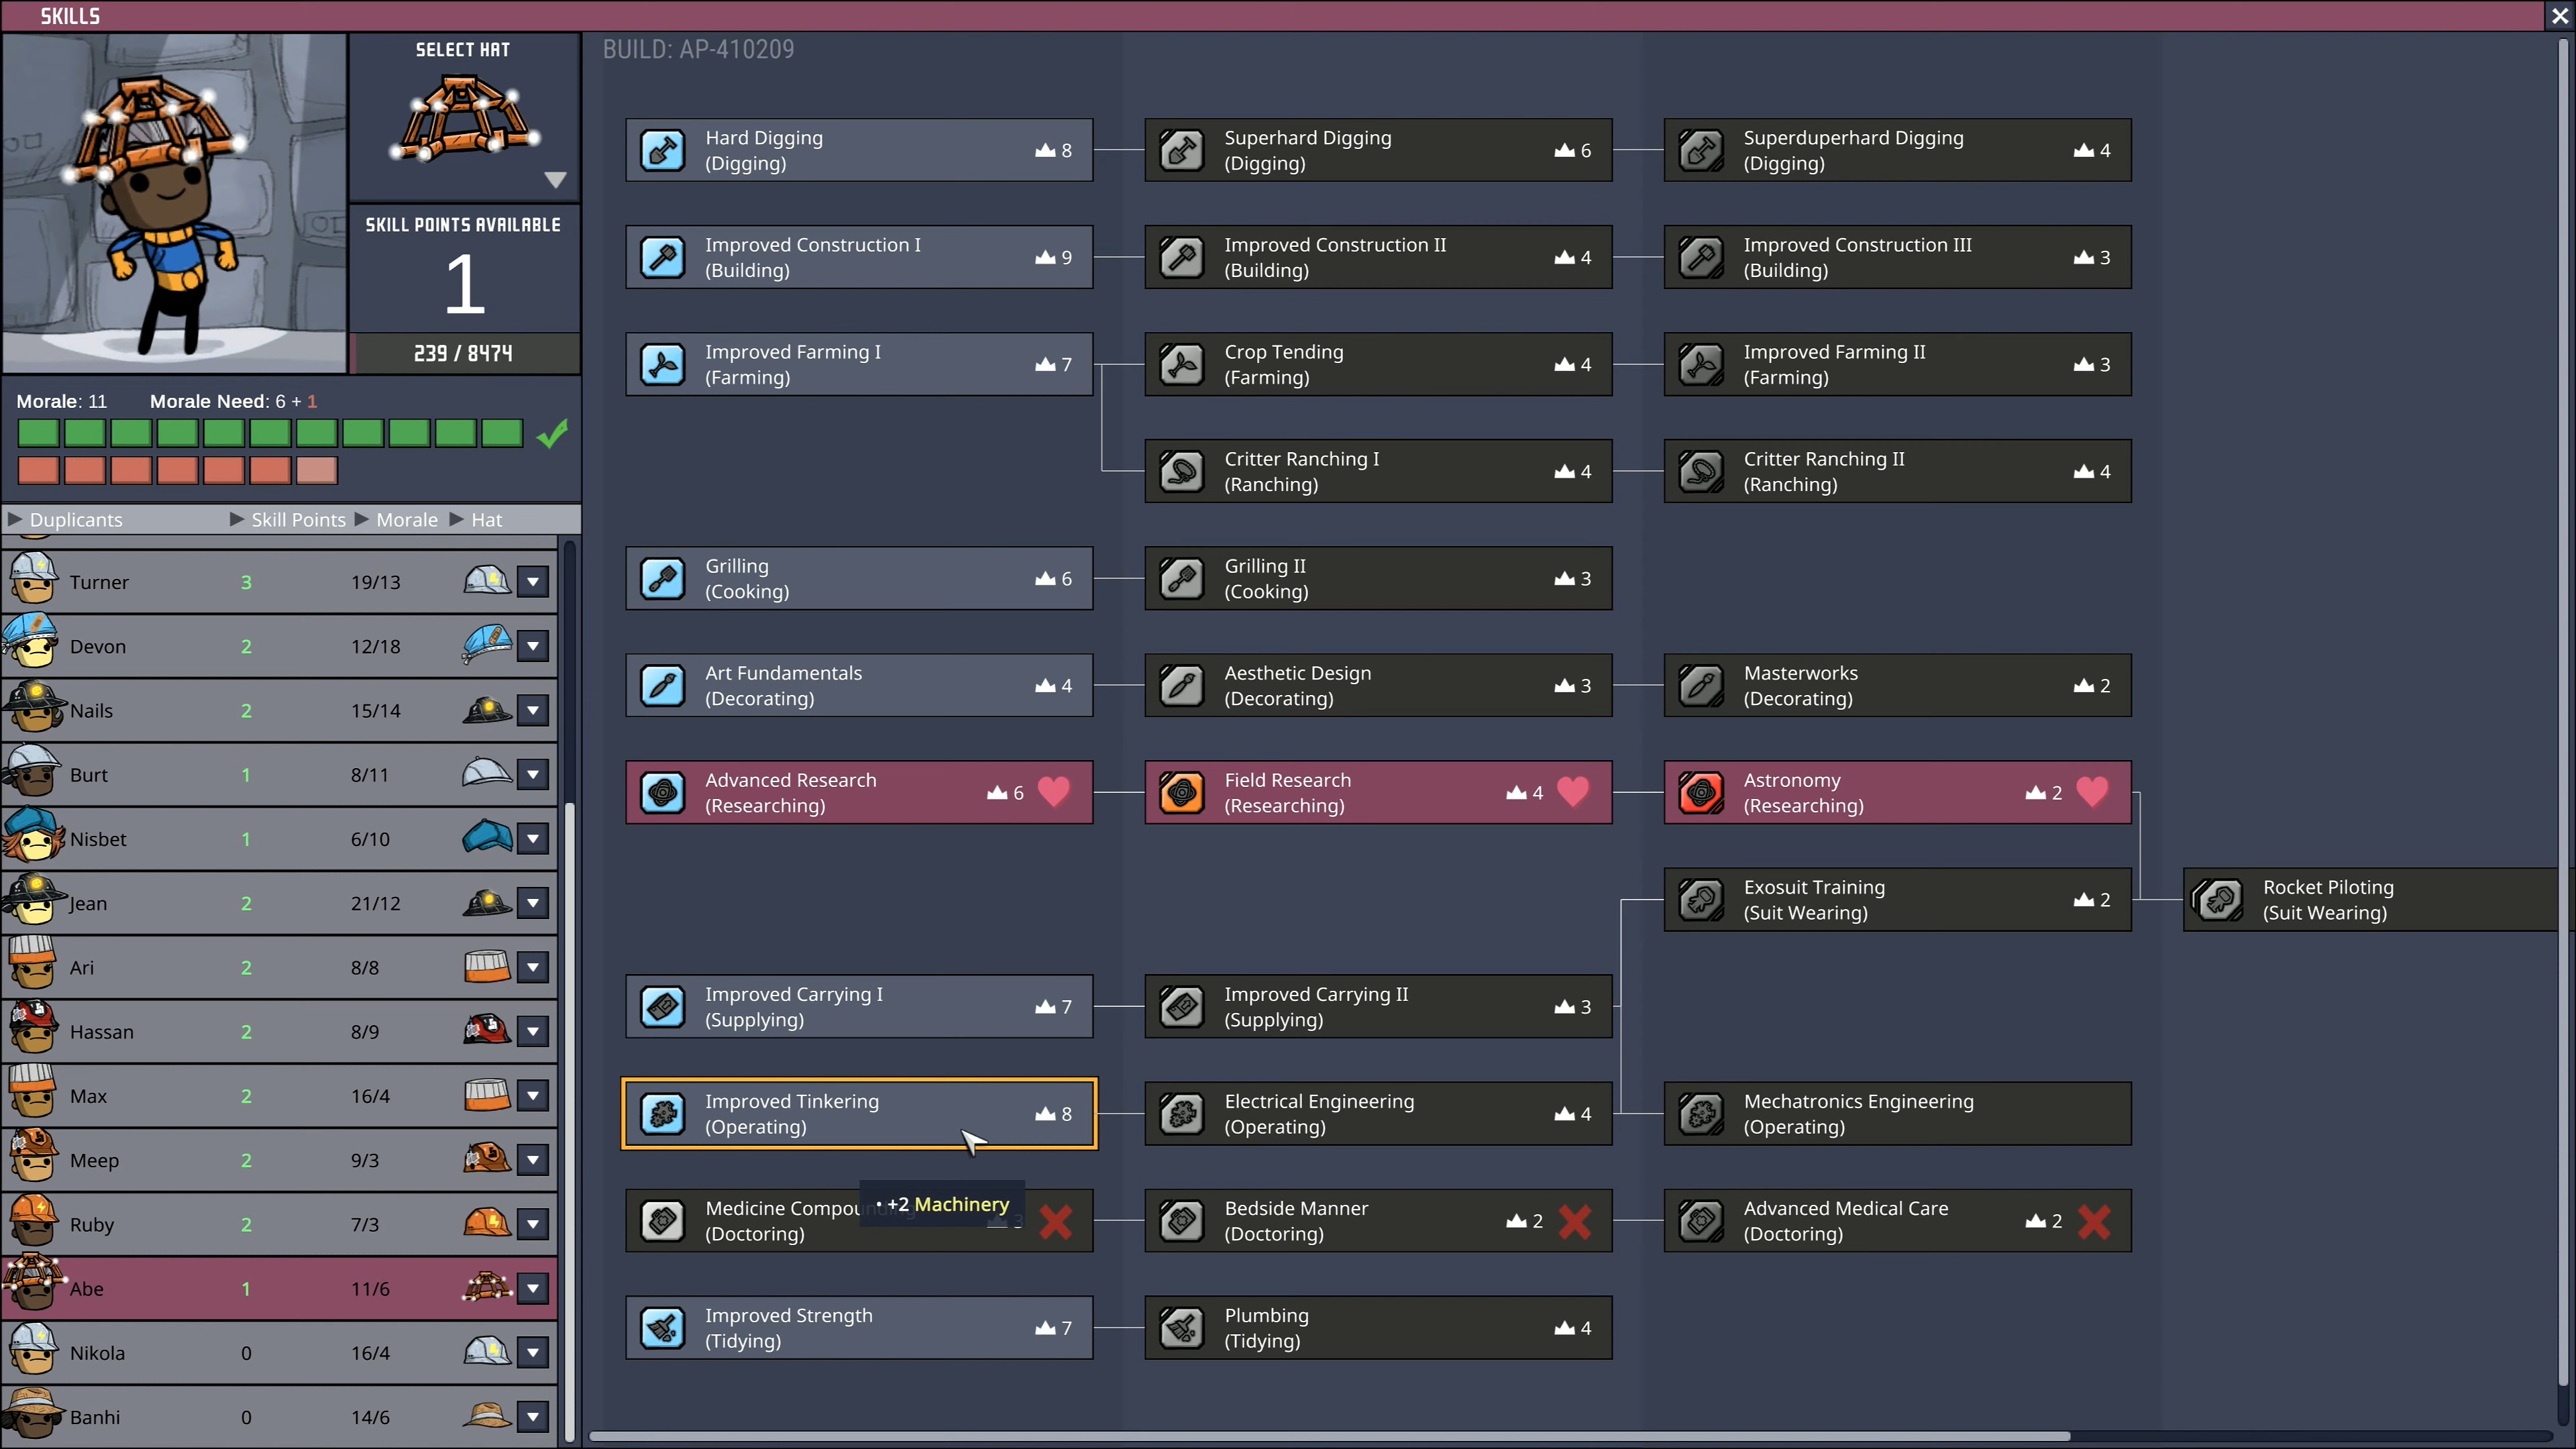 SKILLS
BUILD: AP-410209
SELECT HAT
SKILL POINTS AVAILABLE
1
239 / 8474
Morale: 11 Morale Need: 6 + 1
Duplicants Skill Points Morale Hat
Turner 3 19/13
Devon 2 12/18
Nails 2 15/14
Burt 1 8/11
Nisbet 1 6/10
Jean 2 21/12
Ari 2 8/8
Hassan 2 8/9
Max 2 16/4
Meep 2 9/3
Ruby 2 7/3
Abe 1 11/6
Nikola 0 16/4
Banhi 0 14/6
Hard Digging
(Digging)
8
Superhard Digging
(Digging)
6
Superduperhard Digging
(Digging)
4
Improved Construction I
(Building)
9
Improved Construction II
(Building)
4
Improved Construction III
(Building)
3
Improved Farming I
(Farming)
7
Crop Tending
(Farming)
4
Improved Farming II
(Farming)
3
Critter Ranching I
(Ranching)
4
Critter Ranching II
(Ranching)
4
Grilling
(Cooking)
6
Grilling II
(Cooking)
3
Art Fundamentals
(Decorating)
4
Aesthetic Design
(Decorating)
3
Masterworks
(Decorating)
2
Advanced Research
(Researching)
6
Field Research
(Researching)
4
Astronomy
(Researching)
2
Exosuit Training
(Suit Wearing)
2
Rocket Piloting
(Suit Wearing)
Improved Carrying I
(Supplying)
7
Improved Carrying II
(Supplying)
3
Improved Tinkering
(Operating)
8
Electrical Engineering
(Operating)
4
Mechatronics Engineering
(Operating)
• +2 Machinery
Medicine
(Doctoring)
3
Bedside Manner
(Doctoring)
2
Advanced Medical Care
(Doctoring)
2
Improved Strength
(Tidying)
7
Plumbing
(Tidying)
4